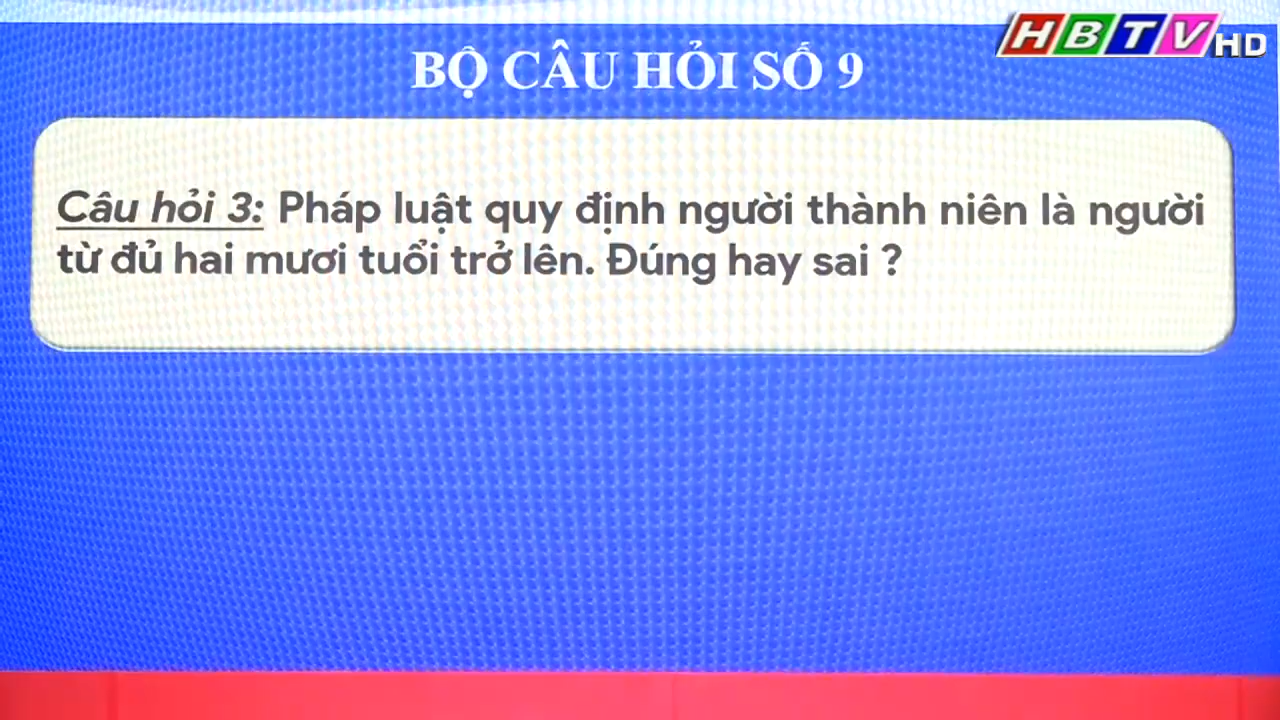 HBTV HD
BỘ CÂU HỎI SỐ 9
Câu hỏi 3: Pháp luật quy định người thành niên là người
từ đủ hai mươi tuổi trở lên. Đúng hay sai ?